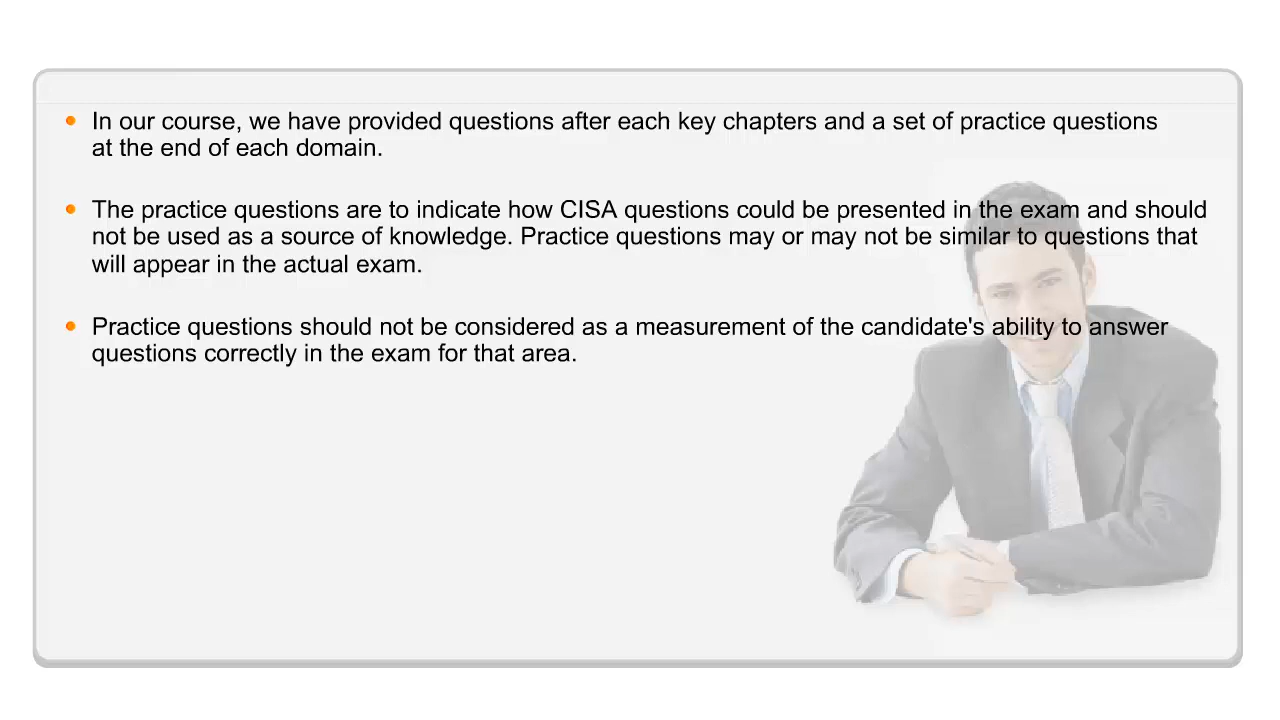 In our course, we have provided questions after each key chapters and a set of practice questions
at the end of each domain.
The practice questions are to indicate how CISA questions could be presented in the exam and should
not be used as a source of knowledge. Practice questions may or may not be similar to questions that
will appear in the actual exam.
Practice questions should not be considered as a measurement of the candidate's ability to answer
questions correctly in the exam for that area.